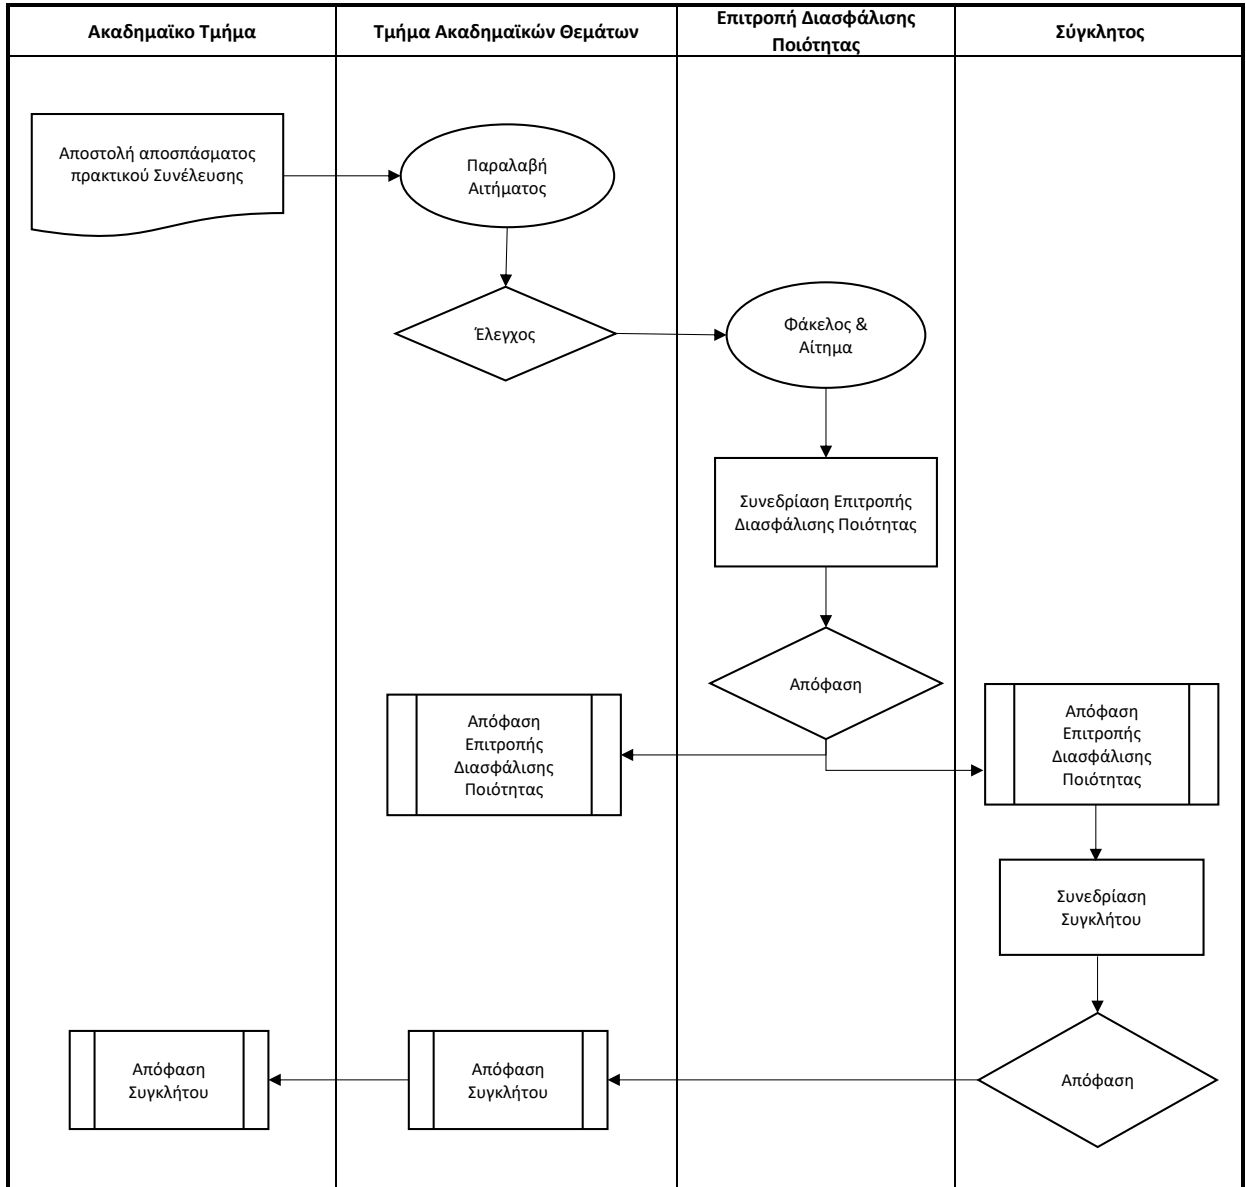 Ακαδημαϊκο Τμήμα
Τμήμα Ακαδημαϊκών Θεμάτων
Επιτροπή Διασφάλισης
Ποιότητας
Σύγκλητος
Αποστολή αποσπάσματος
πρακτικού Συνέλευσης
Παραλαβή
Αιτήματος
Έλεγχος
Φάκελος &
Αίτημα
Συνεδρίαση Επιτροπής
Διασφάλισης Ποιότητας
Απόφαση
Απόφαση
Επιτροπής
Διασφάλισης
Ποιότητας
Απόφαση
Επιτροπής
Διασφάλισης
Ποιότητας
Συνεδρίαση
Συγκλήτου
Απόφαση
Συγκλήτου
Απόφαση
Συγκλήτου
Απόφαση